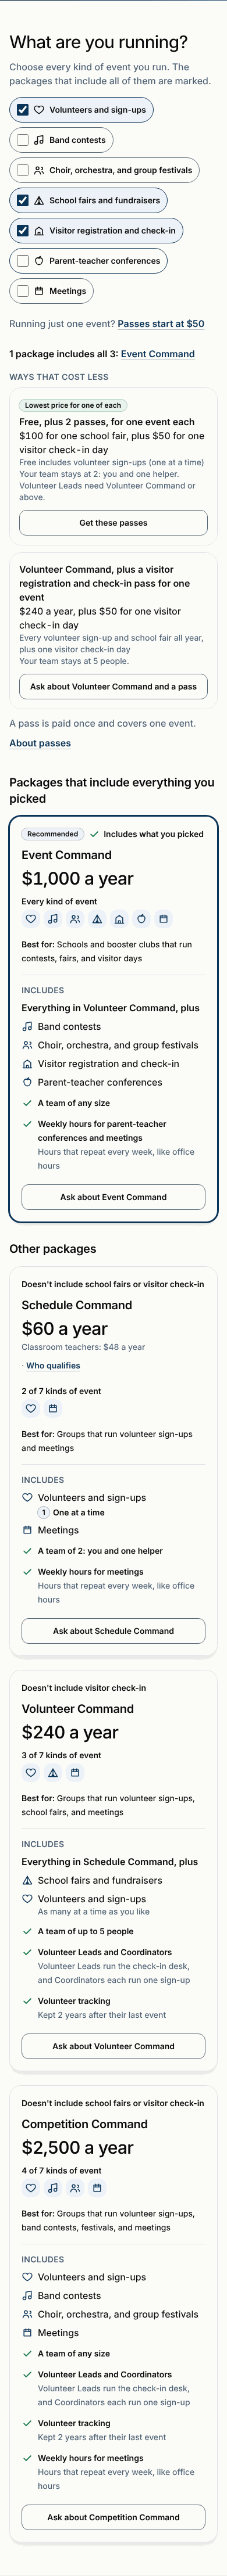 What are you running?
Choose every kind of event you run. The
packages that include all of them are marked.
Volunteers and sign-ups
Band contests
Choir, orchestra, and group festivals
School fairs and fundraisers
Visitor registration and check-in
Parent-teacher conferences
Meetings
Running just one event? Passes start at $50
1 package includes all 3: Event Command
WAYS THAT COST LESS
Lowest price for one of each
Free, plus 2 passes, for one event each
$100 for one school fair, plus $50 for one
visitor check-in day
Free includes volunteer sign-ups (one at a time)
Your team stays at 2: you and one helper.
Volunteer Leads need Volunteer Command or
above.
Get these passes
Volunteer Command, plus a visitor
registration and check-in pass for one
event
$240 a year, plus $50 for one visitor
check-in day
Every volunteer sign-up and school fair all year,
plus one visitor check-in day
Your team stays at 5 people.
Ask about Volunteer Command and a pass
A pass is paid once and covers one event.
About passes
Packages that include everything you
picked
Recommended
Includes what you picked
Event Command
$1,000 a year
Every kind of event
Best for: Schools and booster clubs that run
contests, fairs, and visitor days
INCLUDES
Everything in Volunteer Command, plus
Band contests
Choir, orchestra, and group festivals
Visitor registration and check-in
Parent-teacher conferences
A team of any size
Weekly hours for parent-teacher
conferences and meetings
Hours that repeat every week, like office
hours
Ask about Event Command
Other packages
Doesn't include school fairs or visitor check-in
Schedule Command
$60 a year
Classroom teachers: $48 a year
· Who qualifies
2 of 7 kinds of event
Best for: Groups that run volunteer sign-ups
and meetings
INCLUDES
Volunteers and sign-ups
1 One at a time
Meetings
A team of 2: you and one helper
Weekly hours for meetings
Hours that repeat every week, like office
hours
Ask about Schedule Command
Doesn't include visitor check-in
Volunteer Command
$240 a year
3 of 7 kinds of event
Best for: Groups that run volunteer sign-ups,
school fairs, and meetings
INCLUDES
Everything in Schedule Command, plus
School fairs and fundraisers
Volunteers and sign-ups
As many at a time as you like
A team of up to 5 people
Volunteer Leads and Coordinators
Volunteer Leads run the check-in desk,
and Coordinators each run one sign-up
Volunteer tracking
Kept 2 years after their last event
Ask about Volunteer Command
Doesn't include school fairs or visitor check-in
Competition Command
$2,500 a year
4 of 7 kinds of event
Best for: Groups that run volunteer sign-ups,
band contests, festivals, and meetings
INCLUDES
Volunteers and sign-ups
Band contests
Choir, orchestra, and group festivals
Meetings
A team of any size
Volunteer Leads and Coordinators
Volunteer Leads run the check-in desk,
and Coordinators each run one sign-up
Volunteer tracking
Kept 2 years after their last event
Weekly hours for meetings
Hours that repeat every week, like office
hours
Ask about Competition Command